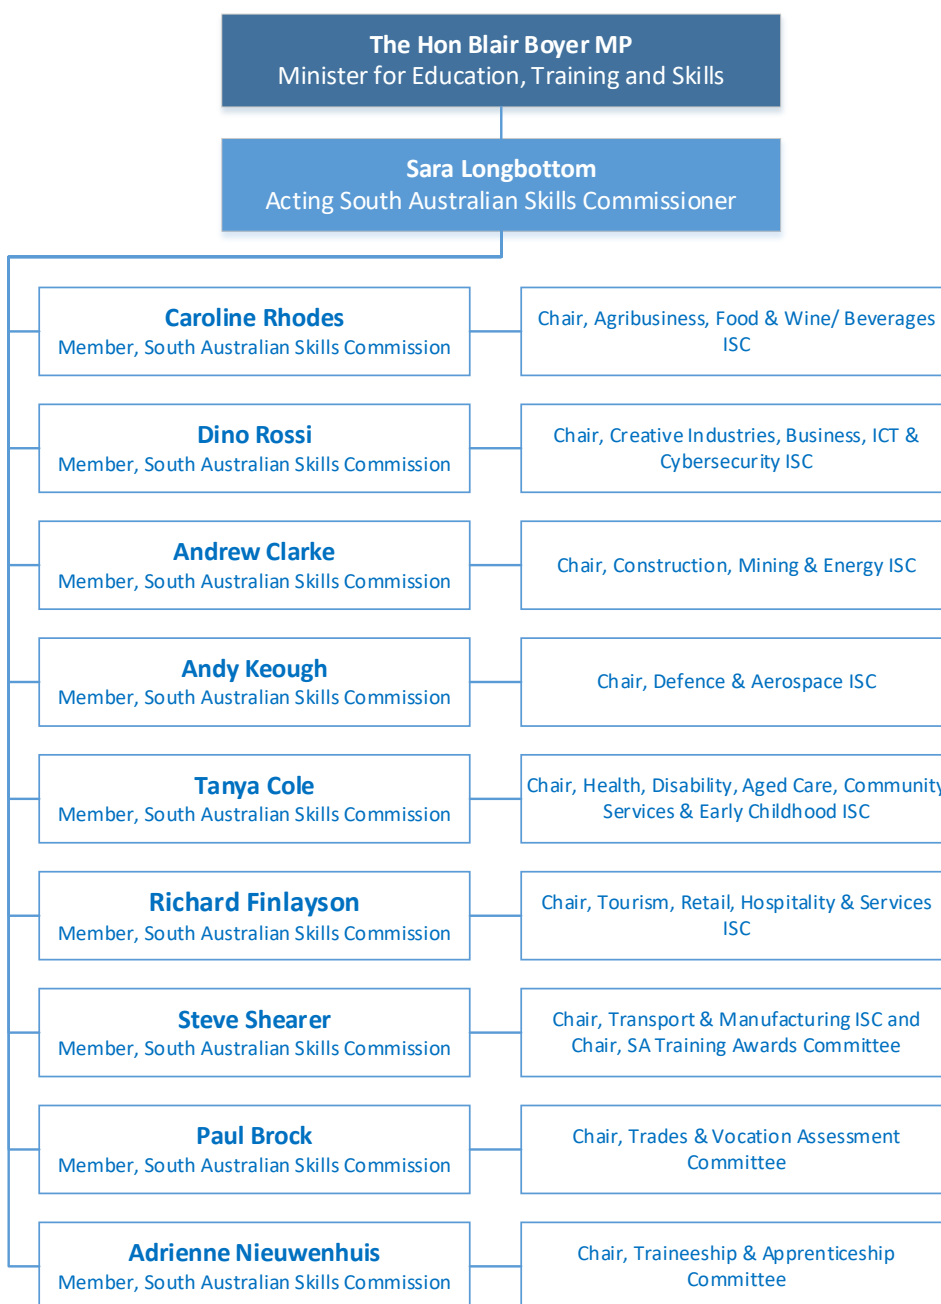 The Hon Blair Boyer MP
Minister for Education, Training and Skills
Sara Longbottom
Acting South Australian Skills Commissioner
Caroline Rhodes
Member, South Australian Skills Commission
Chair, Agribusiness, Food & Wine/ Beverages
ISC
Dino Rossi
Member, South Australian Skills Commission
Chair, Creative Industries, Business, ICT &
Cybersecurity ISC
Andrew Clarke
Member, South Australian Skills Commission
Chair, Construction, Mining & Energy ISC
Andy Keough
Member, South Australian Skills Commission
Chair, Defence & Aerospace ISC
Tanya Cole
Member, South Australian Skills Commission
Chair, Health, Disability, Aged Care, Community
Services & Early Childhood ISC
Richard Finlayson
Member, South Australian Skills Commission
Chair, Tourism, Retail, Hospitality & Services
ISC
Steve Shearer
Member, South Australian Skills Commission
Chair, Transport & Manufacturing ISC and
Chair, SA Training Awards Committee
Paul Brock
Member, South Australian Skills Commission
Chair, Trades & Vocation Assessment
Committee
Adrienne Nieuwenhuis
Member, South Australian Skills Commission
Chair, Traineeship & Apprenticeship
Committee